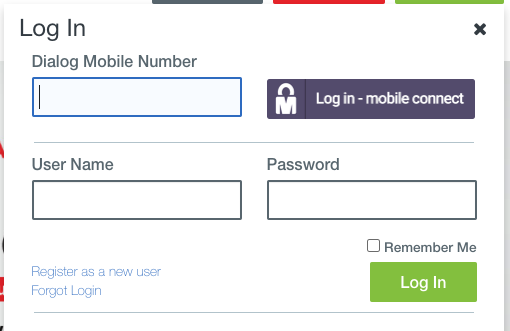 Log In
Dialog Mobile Number
Log in - mobile connect
User Name
Password
Remember Me
Register as a new user
Forgot Login
Log In